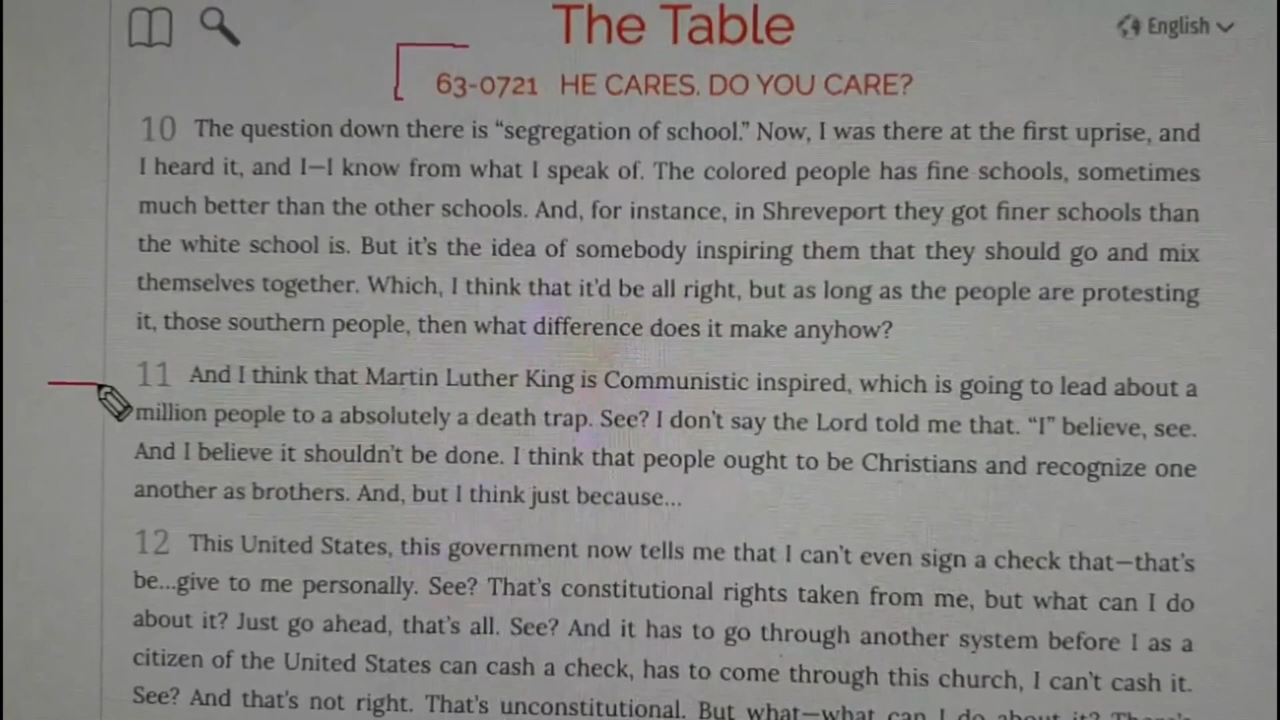 The Table
English
63-0721 HE CARES. DO YOU CARE?
10 The question down there is “segregation of school.” Now, I was there at the first uprise, and
I heard it, and I—I know from what I speak of. The colored people has fine schools, sometimes
much better than the other schools. And, for instance, in Shreveport they got finer schools than
the white school is. But it’s the idea of somebody inspiring them that they should go and mix
themselves together. Which, I think that it’d be all right, but as long as the people are protesting
it, those southern people, then what difference does it make anyhow?
11 And I think that Martin Luther King is Communistic inspired, which is going to lead about a
million people to a absolutely a death trap. See? I don’t say the Lord told me that. “I” believe, see.
And I believe it shouldn’t be done. I think that people ought to be Christians and recognize one
another as brothers. And, but I think just because...
12 This United States, this government now tells me that I can’t even sign a check that—that’s
be...give to me personally. See? That’s constitutional rights taken from me, but what can I do
about it? Just go ahead, that’s all. See? And it has to go through another system before I as a
citizen of the United States can cash a check, has to come through this church, I can’t cash it.
See? And that’s not right. That’s unconstitutional. But what—what can I do about it? There’s